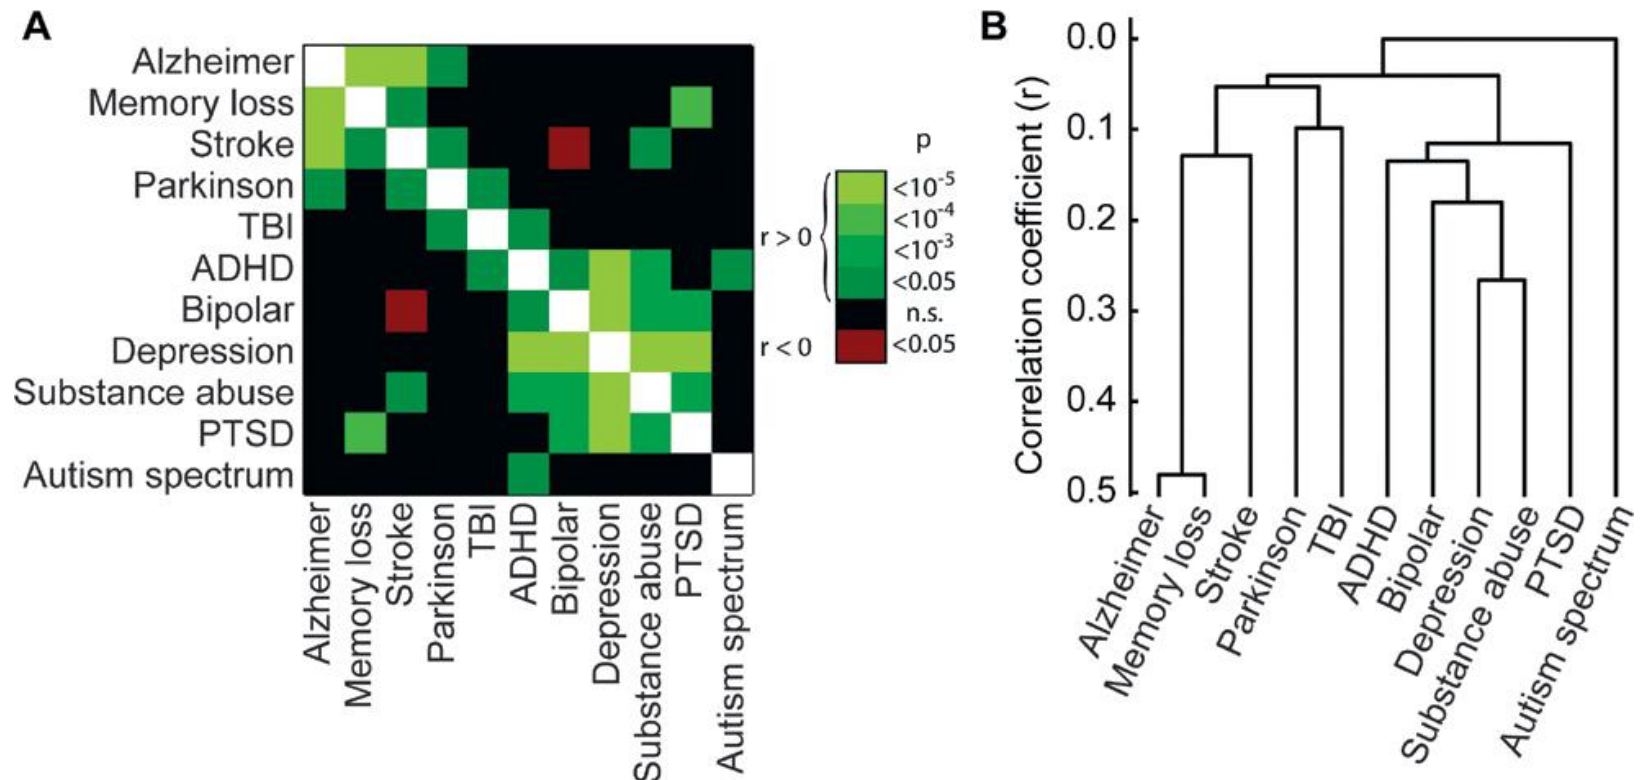 A
Alzheimer
Memory loss
Stroke
Parkinson
TBI
ADHD
Bipolar
Depression
Substance abuse
PTSD
Autism spectrum
Alzheimer
Memory loss
Stroke
Parkinson
TBI
ADHD
Bipolar
Depression
Substance abuse
PTSD
Autism spectrum
p
<10⁻⁵
<10⁻⁴
<10⁻³
<0.05
n.s.
<0.05
r > 0
r < 0
B
Correlation coefficient (r)
0.0
0.1
0.2
0.3
0.4
0.5
Alzheimer
Memory loss
Stroke
Parkinson
TBI
ADHD
Bipolar
Depression
Substance abuse
PTSD
Autism spectrum